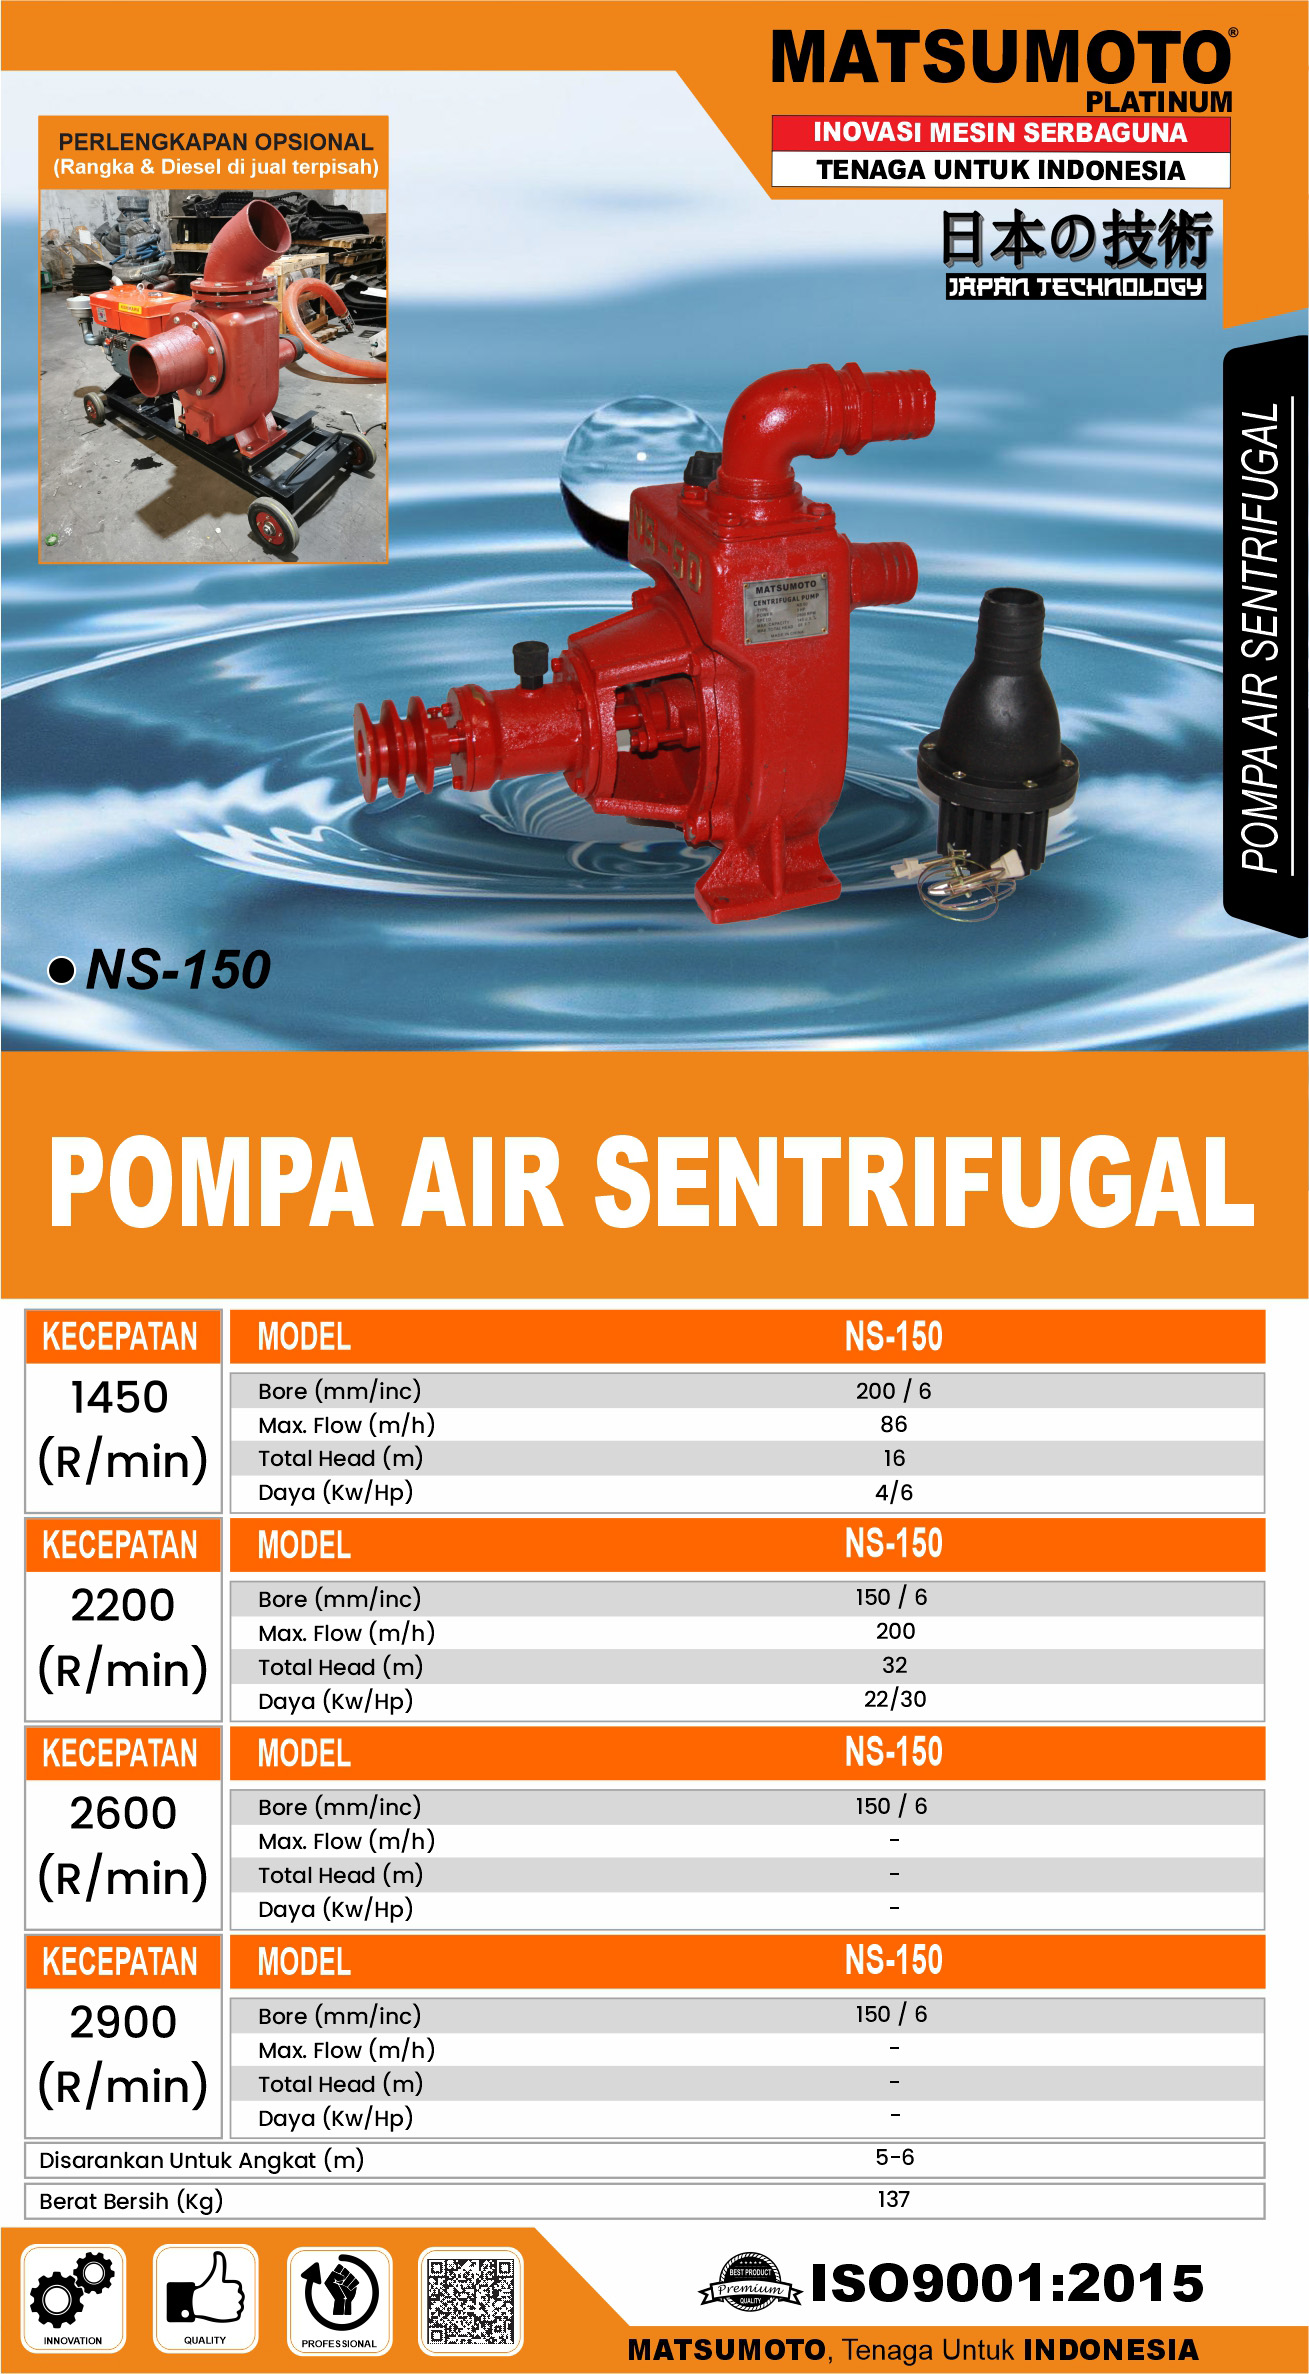 MATSUMOTO®
PLATINUM
INOVASI MESIN SERBAGUNA
TENAGA UNTUK INDONESIA
日本の技術
JAPAN TECHNOLOGY
PERLENGKAPAN OPSIONAL
(Rangka & Diesel di jual terpisah)
POMPA AIR SENTRIFUGAL
NS-50
MATSUMOTO
CENTRIFUGAL PUMP
NS-150
POMPA AIR SENTRIFUGAL
KECEPATAN MODEL NS-150
1450
(R/min)
Bore (mm/inc) 200 / 6
Max. Flow (m/h) 86
Total Head (m) 16
Daya (Kw/Hp) 4/6
KECEPATAN MODEL NS-150
2200
(R/min)
Bore (mm/inc) 150 / 6
Max. Flow (m/h) 200
Total Head (m) 32
Daya (Kw/Hp) 22/30
KECEPATAN MODEL NS-150
2600
(R/min)
Bore (mm/inc) 150 / 6
Max. Flow (m/h) -
Total Head (m) -
Daya (Kw/Hp) -
KECEPATAN MODEL NS-150
2900
(R/min)
Bore (mm/inc) 150 / 6
Max. Flow (m/h) -
Total Head (m) -
Daya (Kw/Hp) -
Disarankan Untuk Angkat (m) 5-6
Berat Bersih (Kg) 137
INNOVATION
QUALITY
PROFESSIONAL
BEST PRODUCT
Premium
QUALITY
ISO9001:2015
MATSUMOTO, Tenaga Untuk INDONESIA